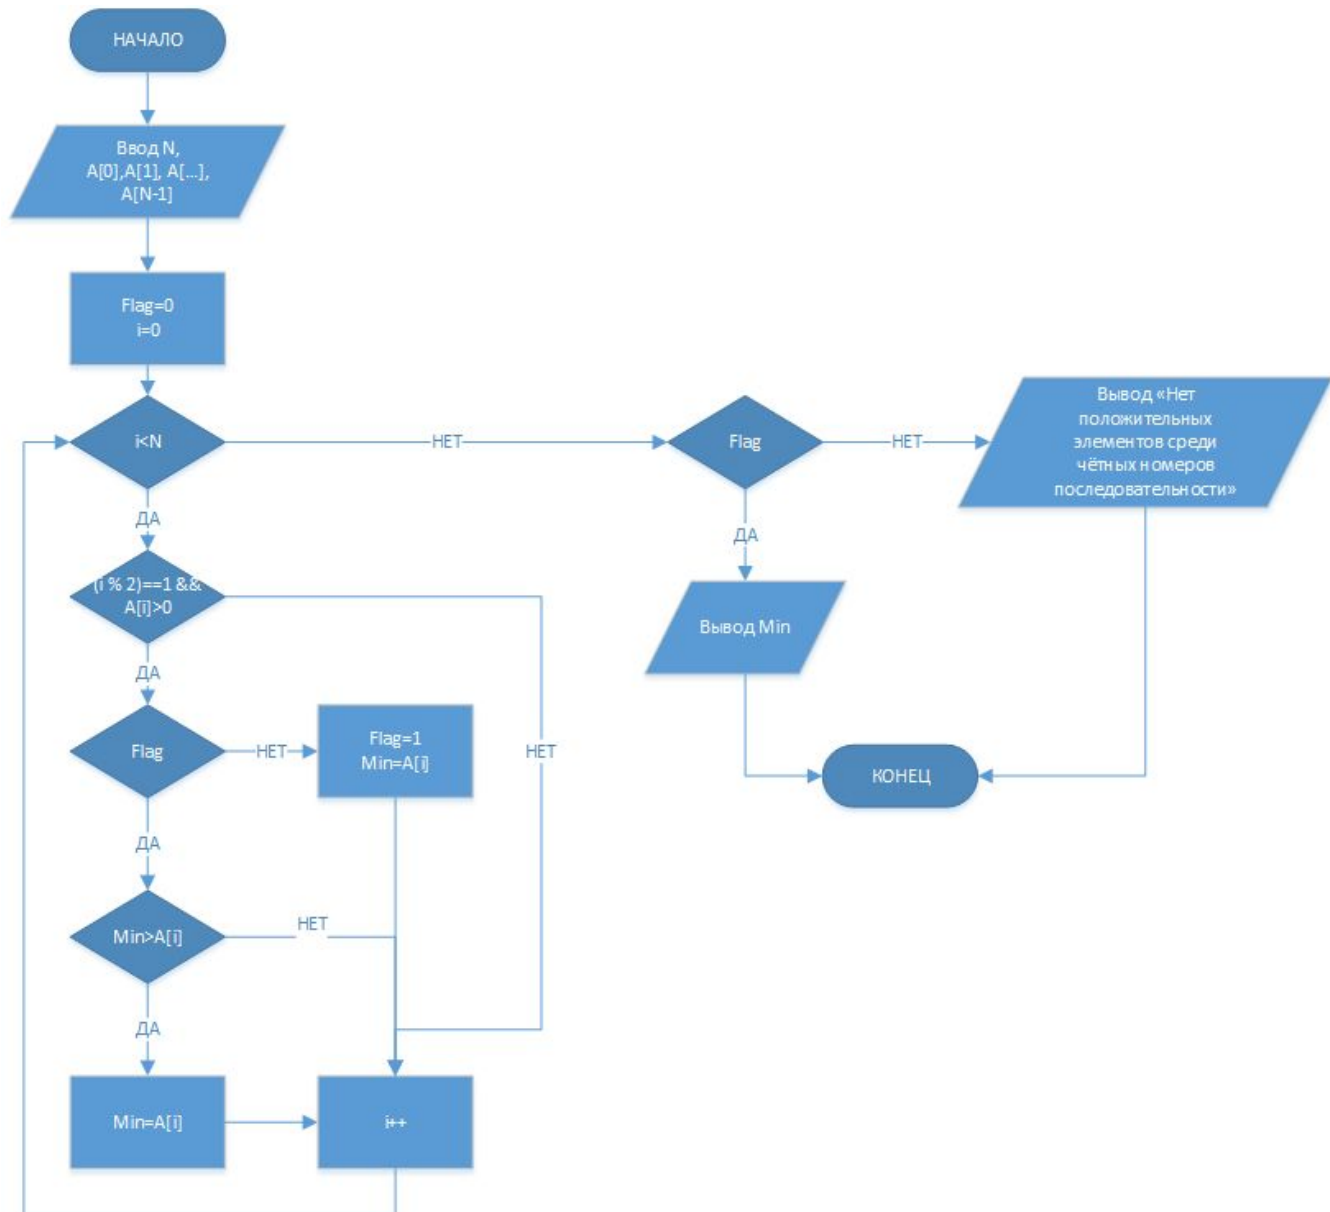 НАЧАЛО
Ввод N,
A[0],A[1], A[...],
A[N-1]
Flag=0
i=0
i<N
НЕТ
Flag
НЕТ
Вывод «Нет
положительных
элементов среди
чётных номеров
последовательности»
ДА
ДА
(i % 2)==1 &&
A[i]>0
Вывод Min
ДА
Flag
НЕТ
Flag=1
Min=A[i]
НЕТ
КОНЕЦ
ДА
Min>A[i]
НЕТ
ДА
Min=A[i]
i++